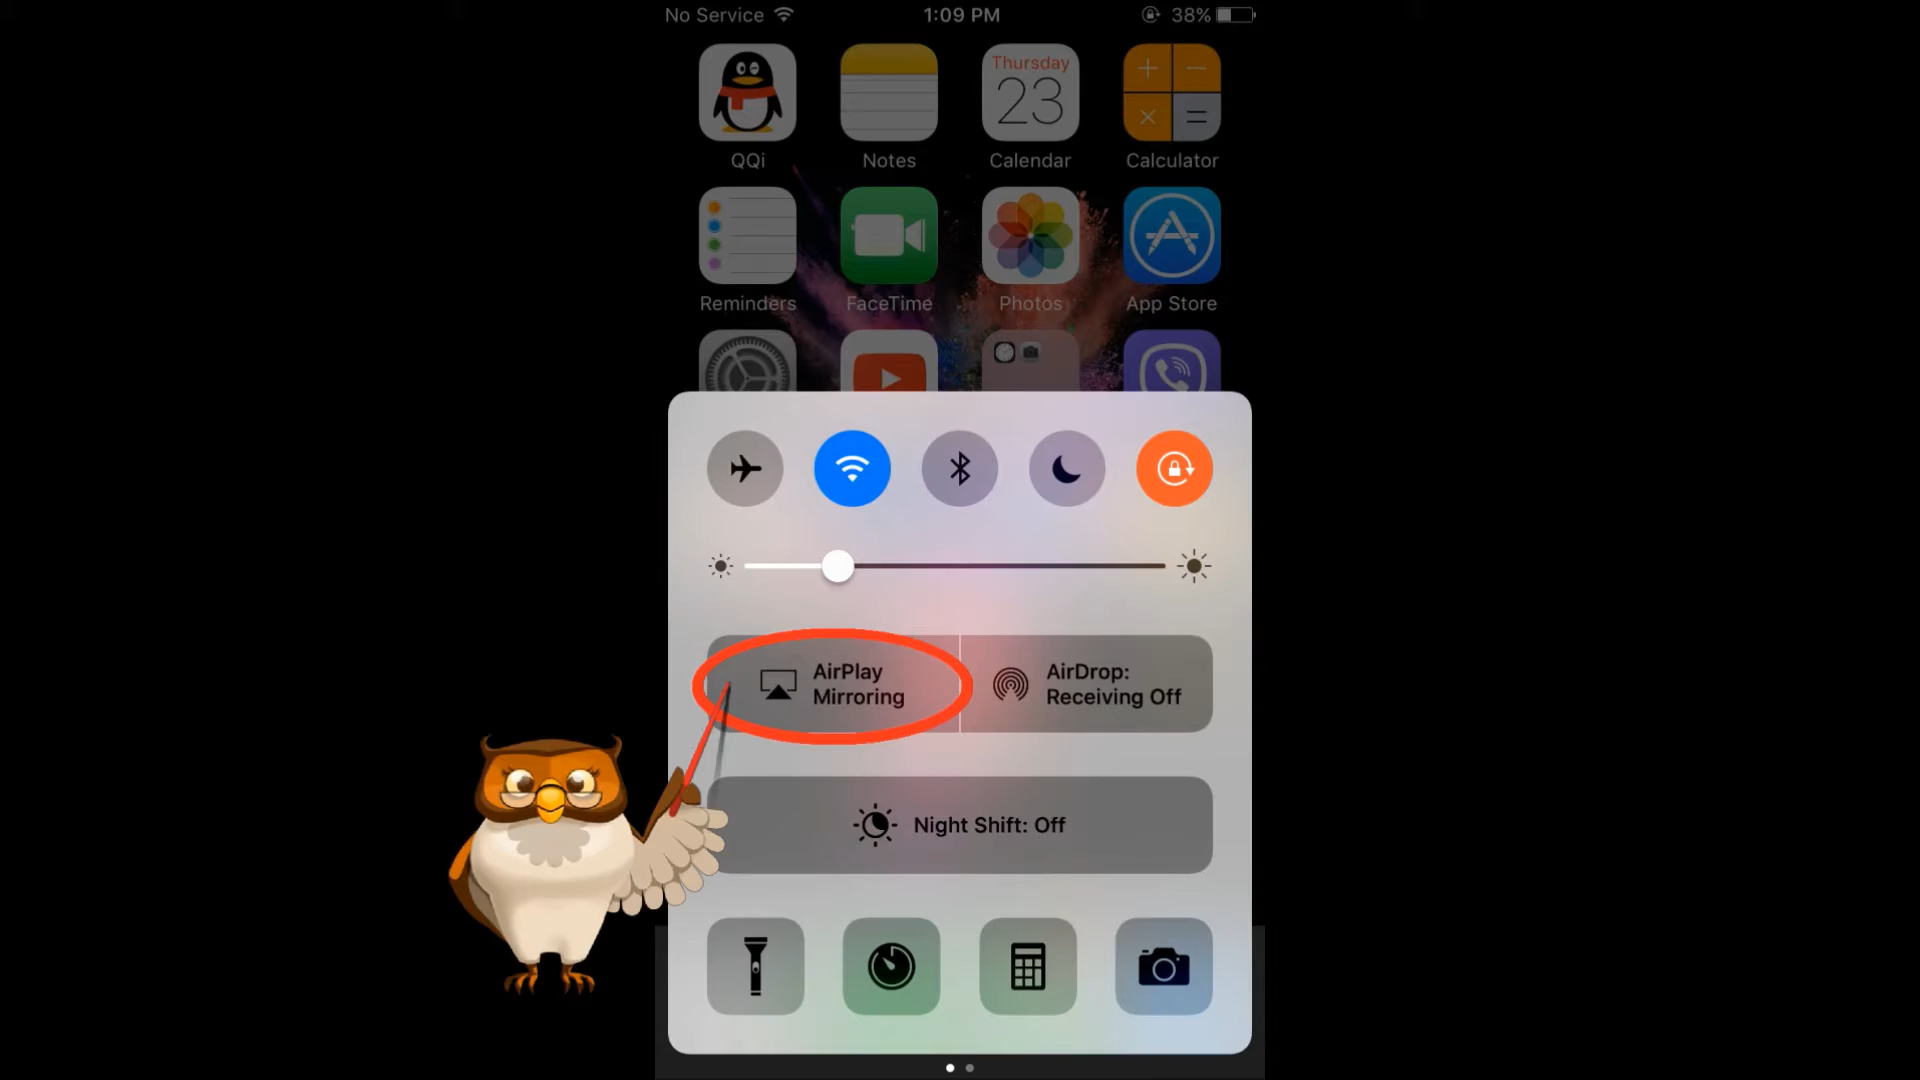 No Service 1:09 PM 38%
Thursday
23
QQi Notes Calendar Calculator
Reminders FaceTime Photos App Store
AirPlay
Mirroring
AirDrop:
Receiving Off
Night Shift: Off